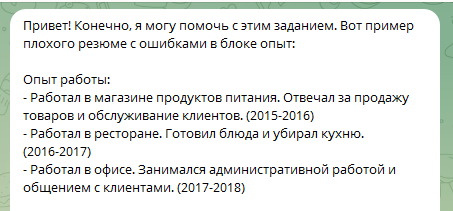 Привет! Конечно, я могу помочь с этим заданием. Вот пример
плохого резюме с ошибками в блоке опыт:
Опыт работы:
- Работал в магазине продуктов питания. Отвечал за продажу
товаров и обслуживание клиентов. (2015-2016)
- Работал в ресторане. Готовил блюда и убирал кухню.
(2016-2017)
- Работал в офисе. Занимался административной работой и
общением с клиентами. (2017-2018)